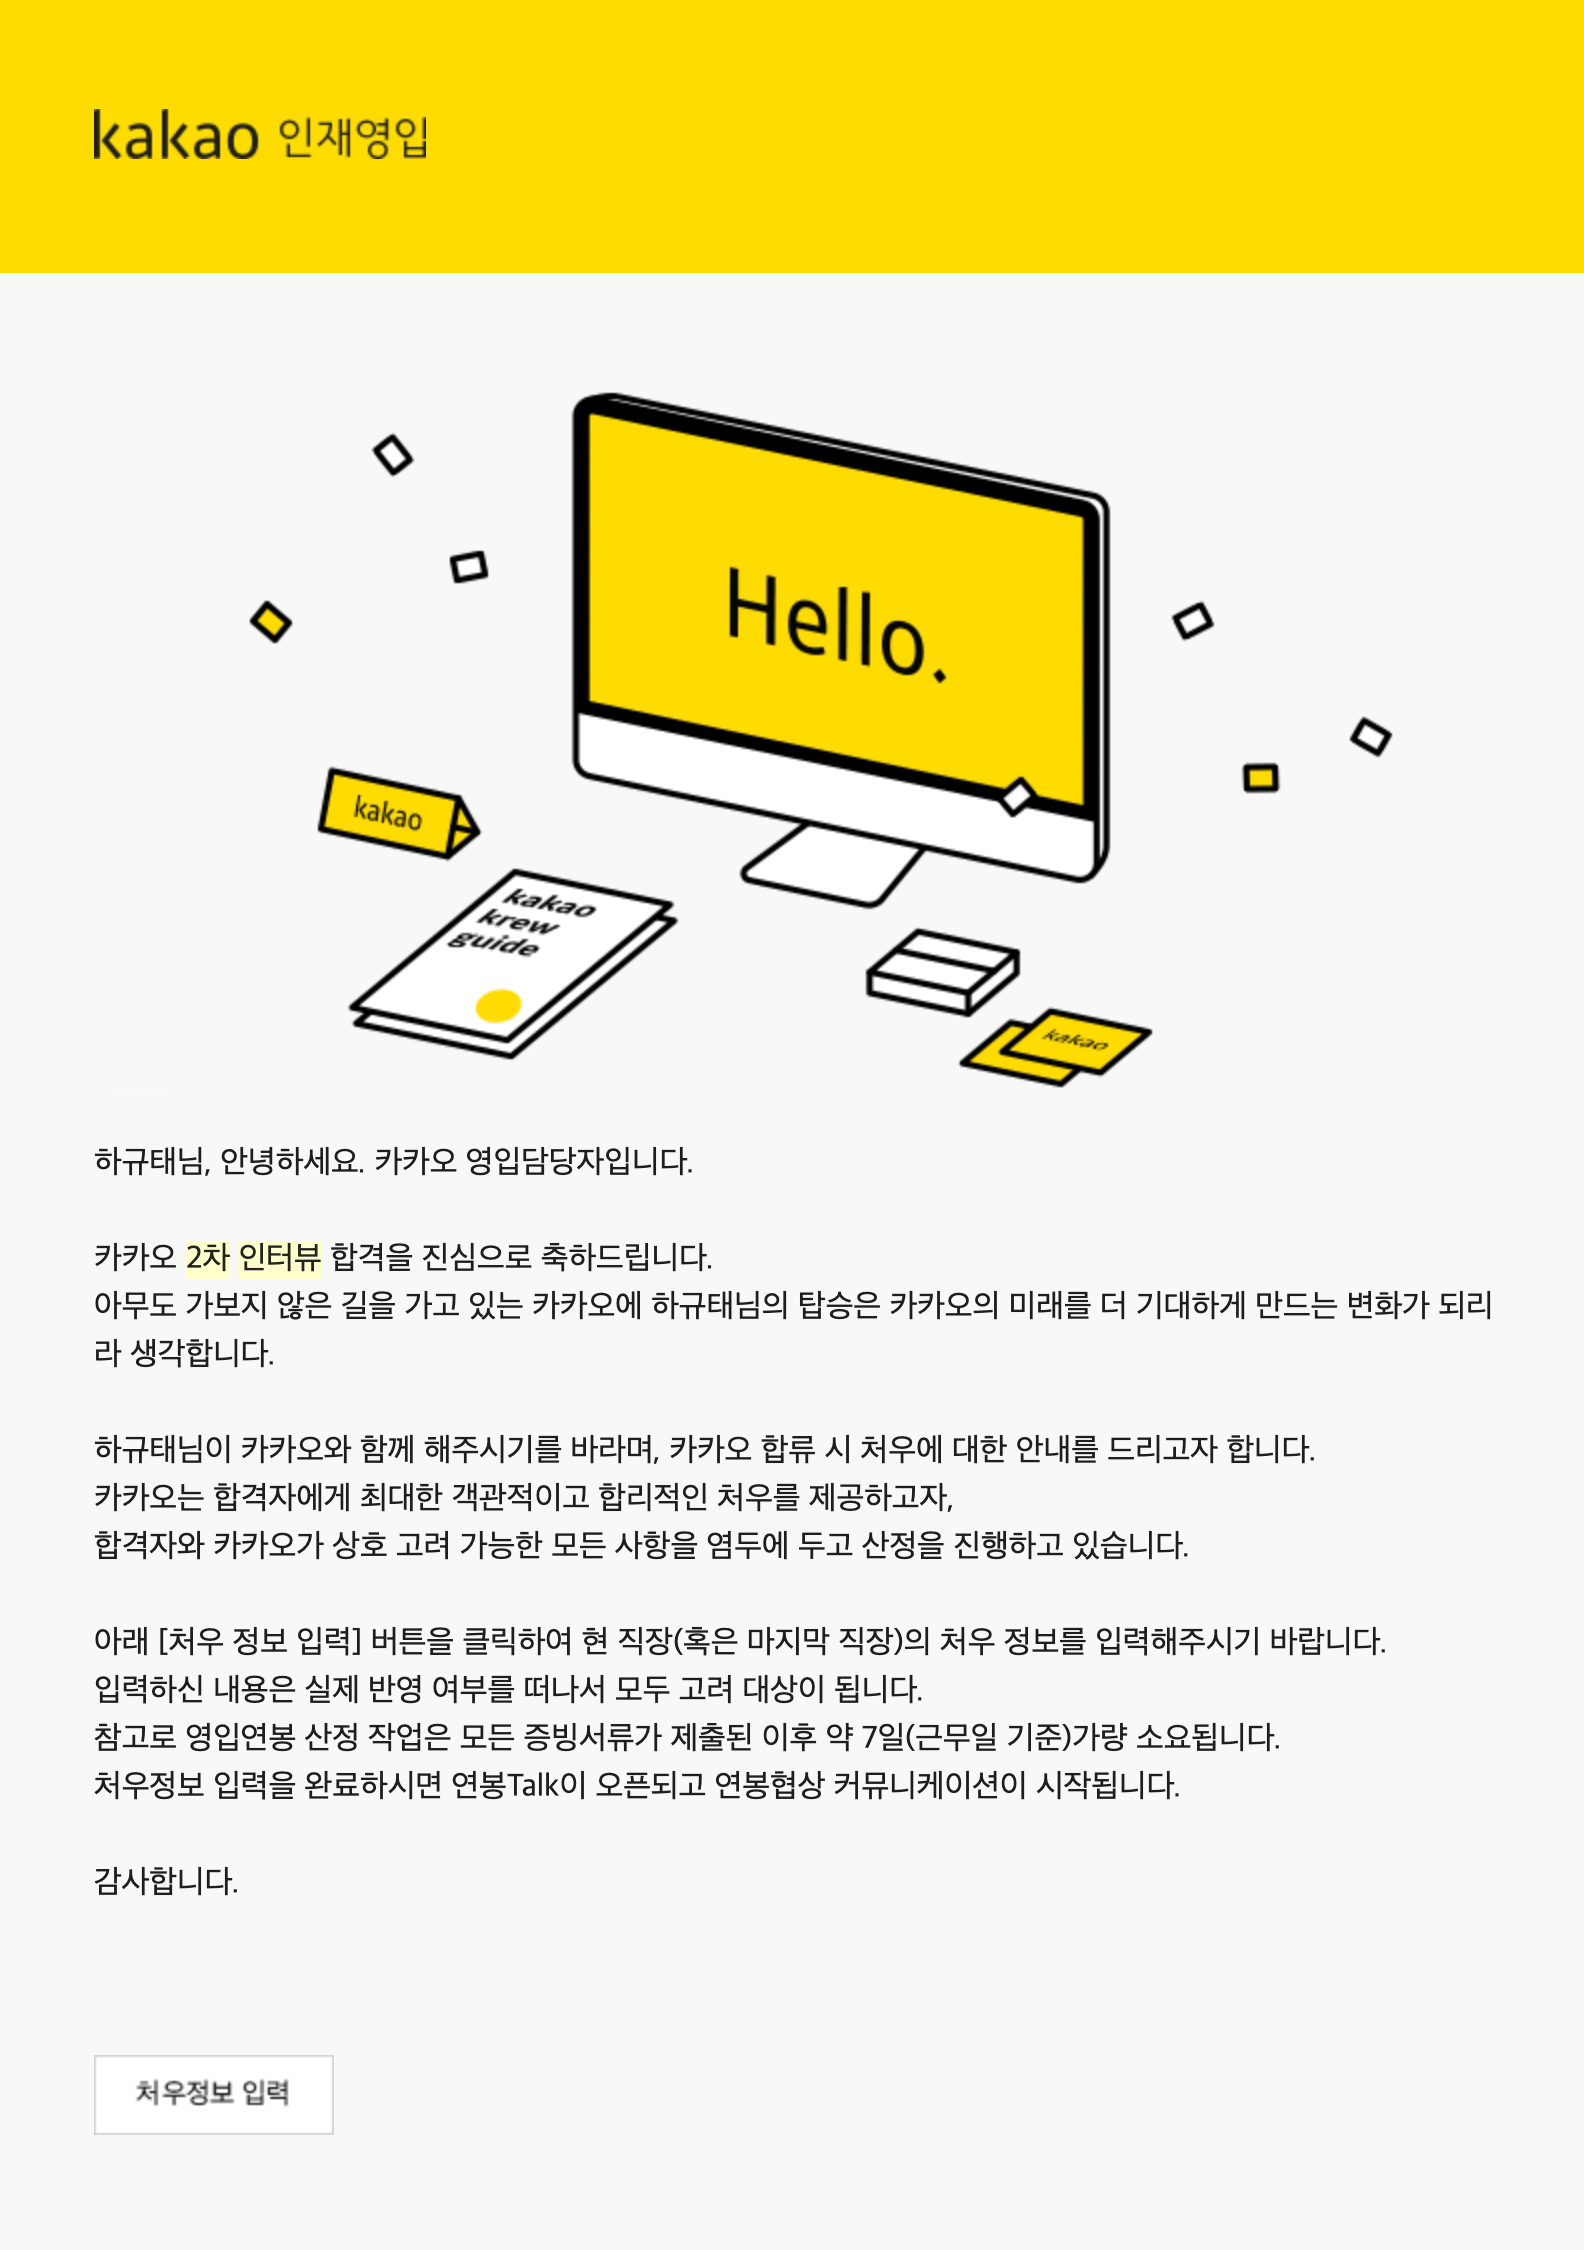 kakao 인재영입
Hello.
kakao
kakao
krew
guide
kakao
하규태님, 안녕하세요. 카카오 영입담당자입니다.
카카오 2차 인터뷰 합격을 진심으로 축하드립니다.
아무도 가보지 않은 길을 가고 있는 카카오에 하규태님의 탑승은 카카오의 미래를 더 기대하게 만드는 변화가 되리
라 생각합니다.
하규태님이 카카오와 함께 해주시기를 바라며, 카카오 합류 시 처우에 대한 안내를 드리고자 합니다.
카카오는 합격자에게 최대한 객관적이고 합리적인 처우를 제공하고자,
합격자와 카카오가 상호 고려 가능한 모든 사항을 염두에 두고 산정을 진행하고 있습니다.
아래 [처우 정보 입력] 버튼을 클릭하여 현 직장(혹은 마지막 직장)의 처우 정보를 입력해주시기 바랍니다.
입력하신 내용은 실제 반영 여부를 떠나서 모두 고려 대상이 됩니다.
참고로 영입연봉 산정 작업은 모든 증빙서류가 제출된 이후 약 7일(근무일 기준)가량 소요됩니다.
처우정보 입력을 완료하시면 연봉Talk이 오픈되고 연봉협상 커뮤니케이션이 시작됩니다.
감사합니다.
처우정보 입력